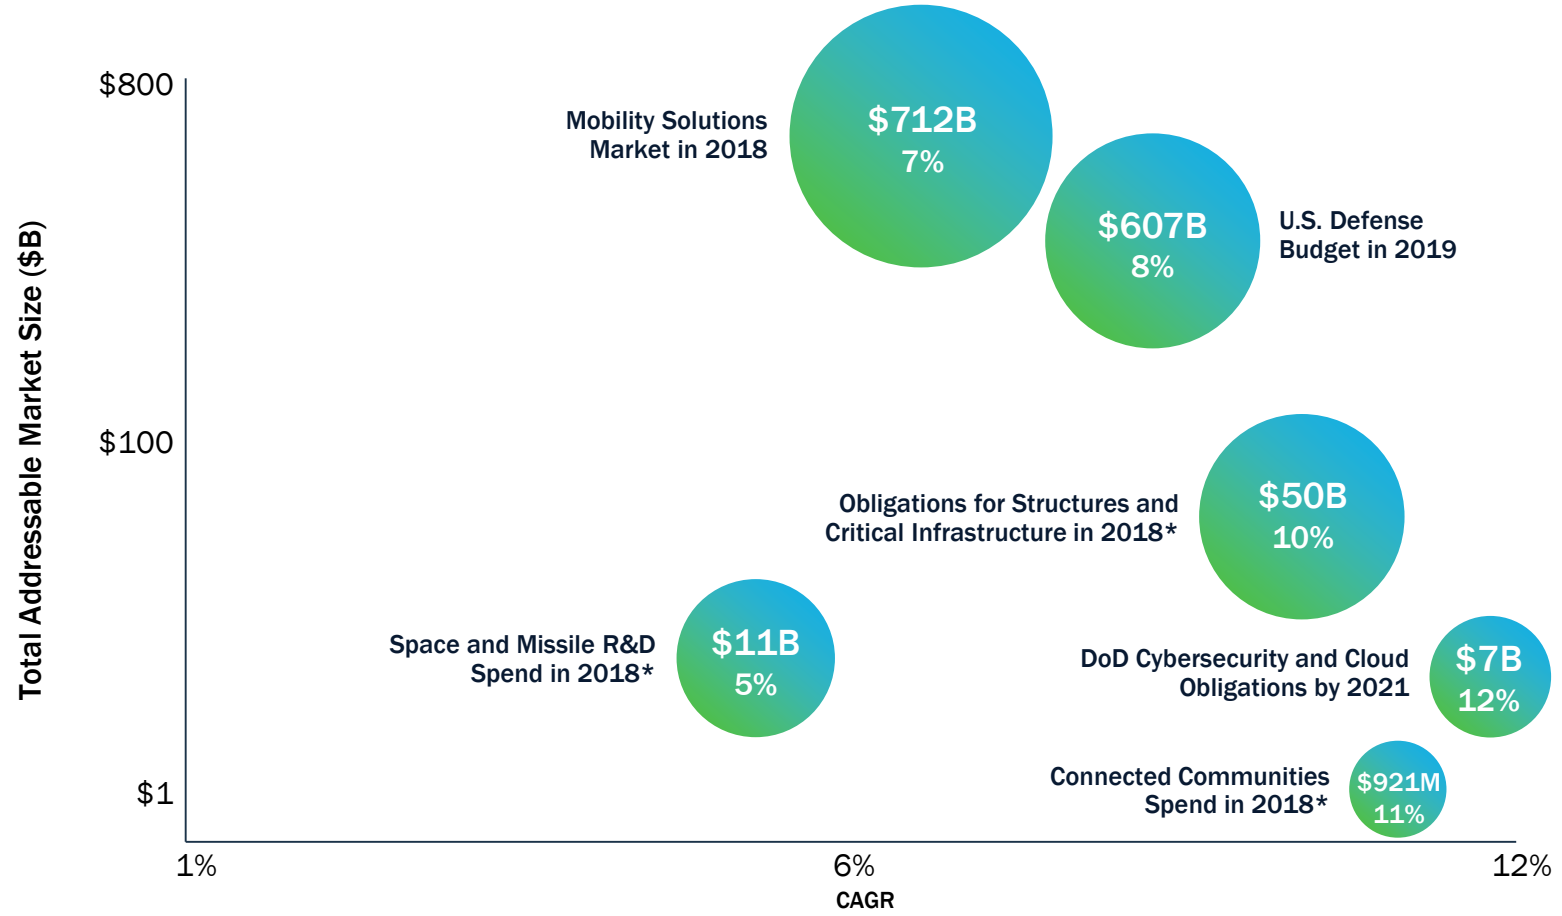 $800
Mobility Solutions
Market in 2018
$712B
7%
$607B
8%
U.S. Defense
Budget in 2019
Total Addressable Market Size ($B)
$100
Obligations for Structures and
Critical Infrastructure in 2018*
$50B
10%
Space and Missile R&D
Spend in 2018*
$11B
5%
DoD Cybersecurity and Cloud
Obligations by 2021
$7B
12%
Connected Communities
Spend in 2018*
$921M
11%
$1
1%
6%
12%
CAGR